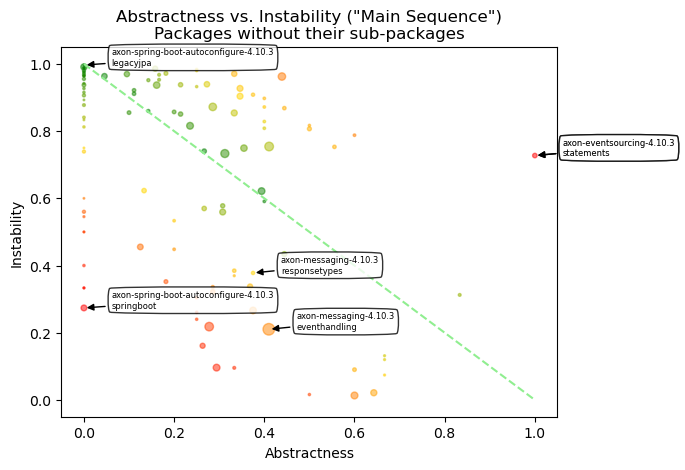 Abstractness vs. Instability ("Main Sequence")
Packages without their sub-packages
axon-spring-boot-autoconfigure-4.10.3
legacyjpa
axon-eventsourcing-4.10.3
statements
axon-messaging-4.10.3
responsetypes
axon-spring-boot-autoconfigure-4.10.3
springboot
axon-messaging-4.10.3
eventhandling
Instability
1.0
0.8
0.6
0.4
0.2
0.0
0.0 0.2 0.4 0.6 0.8 1.0
Abstractness